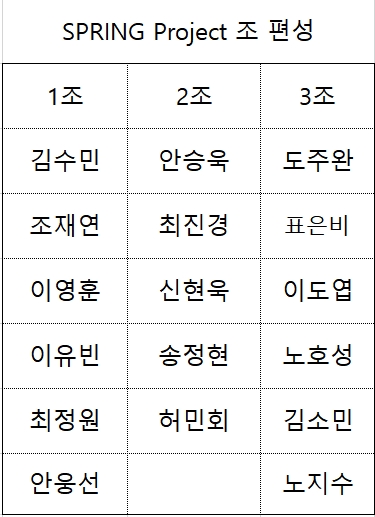 SPRING Project 조 편성
1조 2조 3조
김수민 안승욱 도주완
조재연 최진경 표은비
이영훈 신현욱 이도엽
이유빈 송정현 노호성
최정원 허민회 김소민
안웅선 노지수